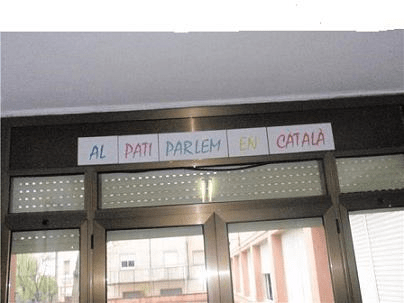 AL PATI PARLEM EN CATALÀ